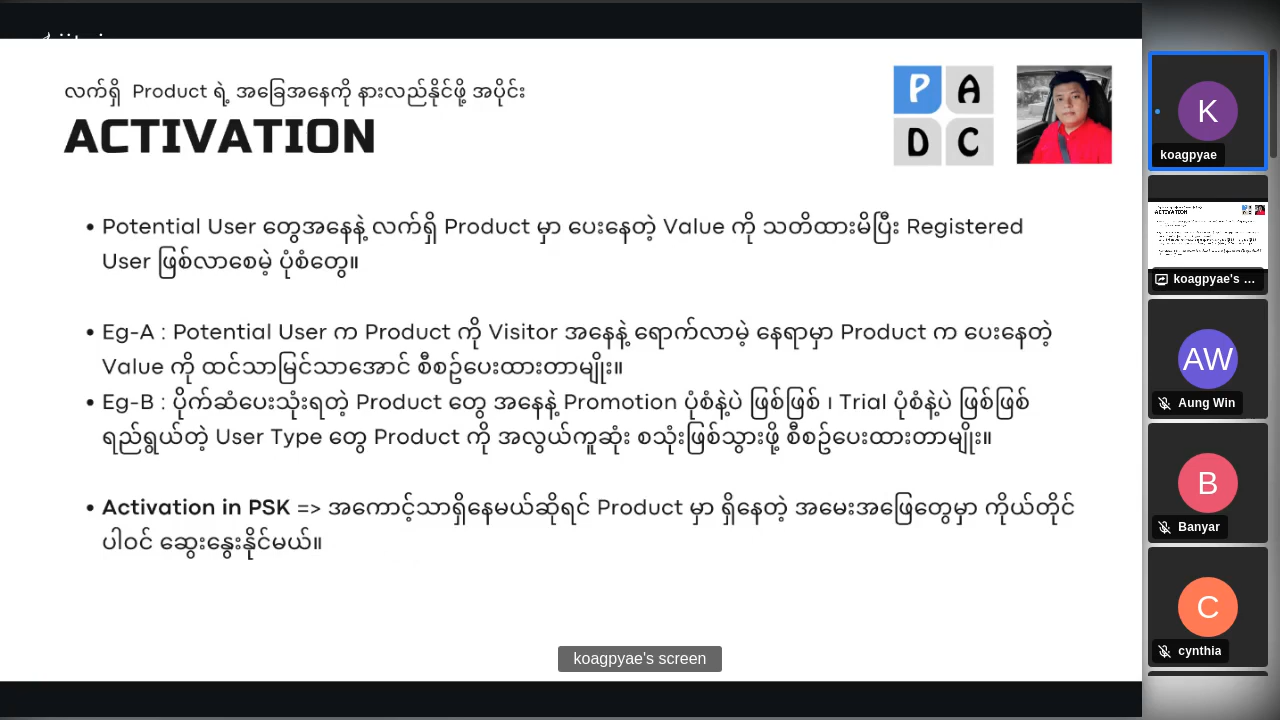 လက်ရှိ Product ရဲ့ အခြေအနေကို နားလည်နိုင်ဖို့ အပိုင်း
ACTIVATION
P A
D C
• Potential User တွေအနေနဲ့ လက်ရှိ Product မှာ ပေးနေတဲ့ Value ကို သတိထားမိပြီး Registered
User ဖြစ်လာစေမဲ့ ပုံစံတွေ။
• Eg-A : Potential User က Product ကို Visitor အနေနဲ့ ရောက်လာမဲ့ နေရာမှာ Product က ပေးနေတဲ့
Value ကို ထင်သာမြင်သာအောင် စီစဥ်ပေးထားတာမျိုး။
• Eg-B : ပိုက်ဆံပေးသုံးရတဲ့ Product တွေ အနေနဲ့ Promotion ပုံစံနဲ့ပဲ ဖြစ်ဖြစ် ၊ Trial ပုံစံနဲ့ပဲ ဖြစ်ဖြစ်
ရည်ရွယ်တဲ့ User Type တွေ Product ကို အလွယ်ကူဆုံး စသုံးဖြစ်သွားဖို့ စီစဥ်ပေးထားတာမျိုး။
• Activation in PSK => အကောင့်သာရှိနေမယ်ဆိုရင် Product မှာ ရှိနေတဲ့ အမေးအဖြေတွေမှာ ကိုယ်တိုင်
ပါဝင် ဆွေးနွေးနိုင်မယ်။
koagpyae's screen
K
koagpyae
ACTIVATION
koagpyae's ...
AW
Aung Win
B
Banyar
C
cynthia